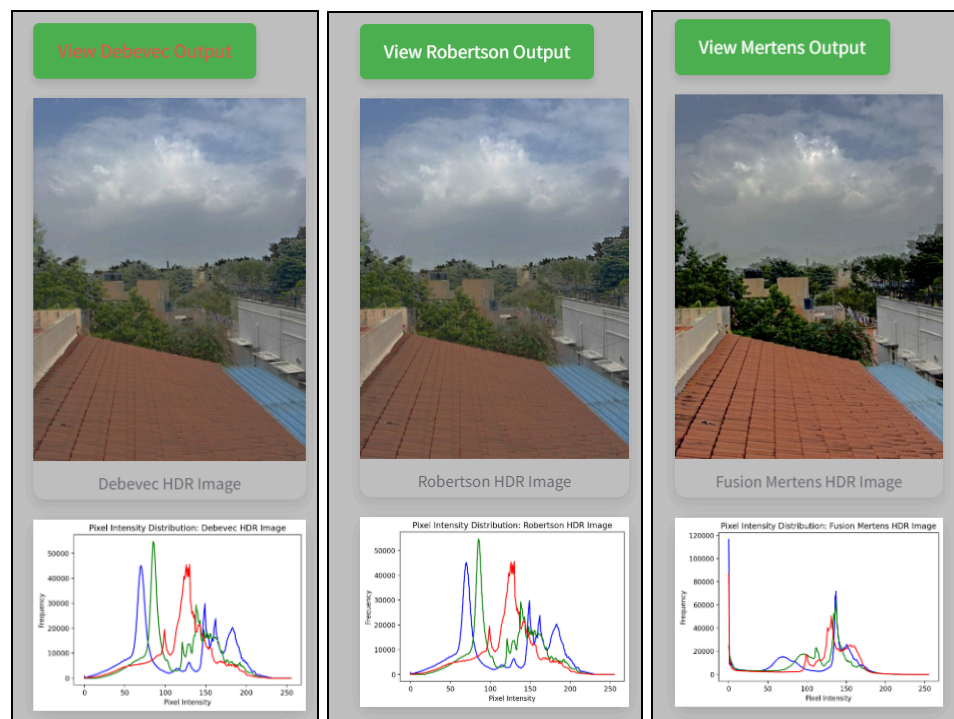 View Debevec Output
Debevec HDR Image
Pixel Intensity Distribution: Debevec HDR Image
Frequency
50000
40000
30000
20000
10000
0
0 50 100 150 200 250
Pixel Intensity
View Robertson Output
Robertson HDR Image
Pixel Intensity Distribution: Robertson HDR Image
Frequency
50000
40000
30000
20000
10000
0
0 50 100 150 200 250
Pixel Intensity
View Mertens Output
Fusion Mertens HDR Image
Pixel Intensity Distribution: Fusion Mertens HDR Image
Frequency
120000
100000
80000
60000
40000
20000
0
0 50 100 150 200 250
Pixel Intensity